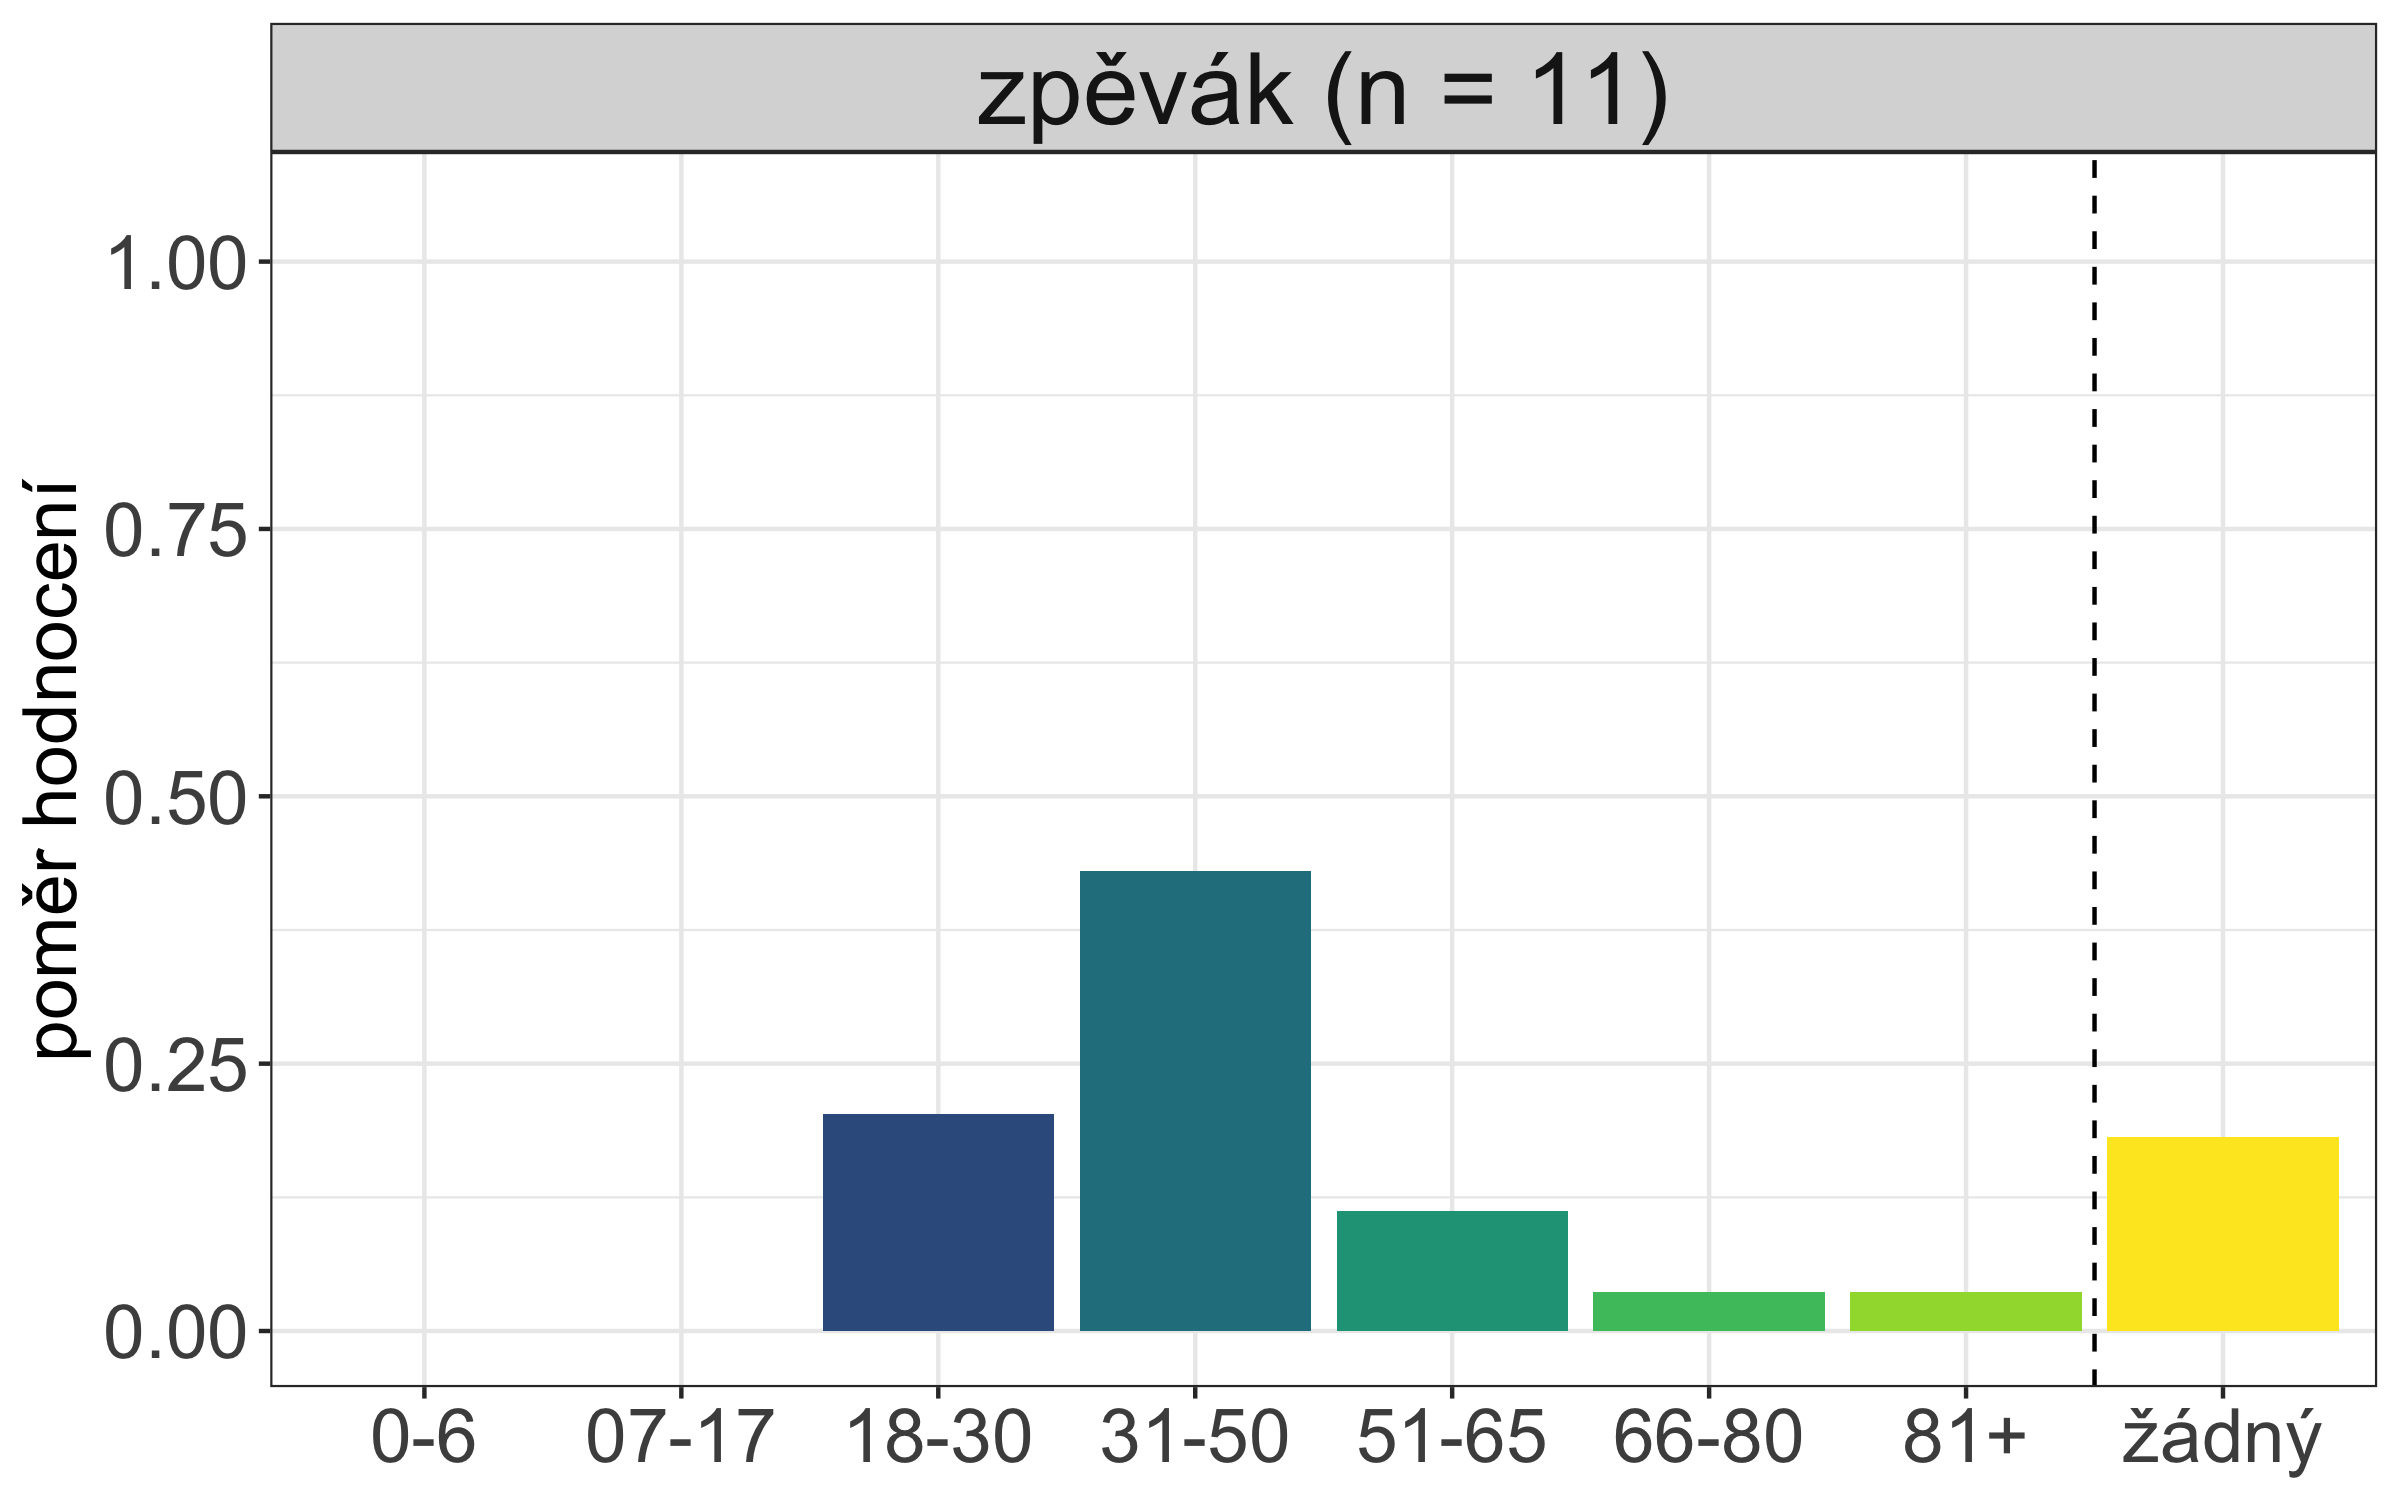 zpěvák (n = 11)
poměr hodnocení
1.00
0.75
0.50
0.25
0.00
0-6 07-17 18-30 31-50 51-65 66-80 81+ žádný